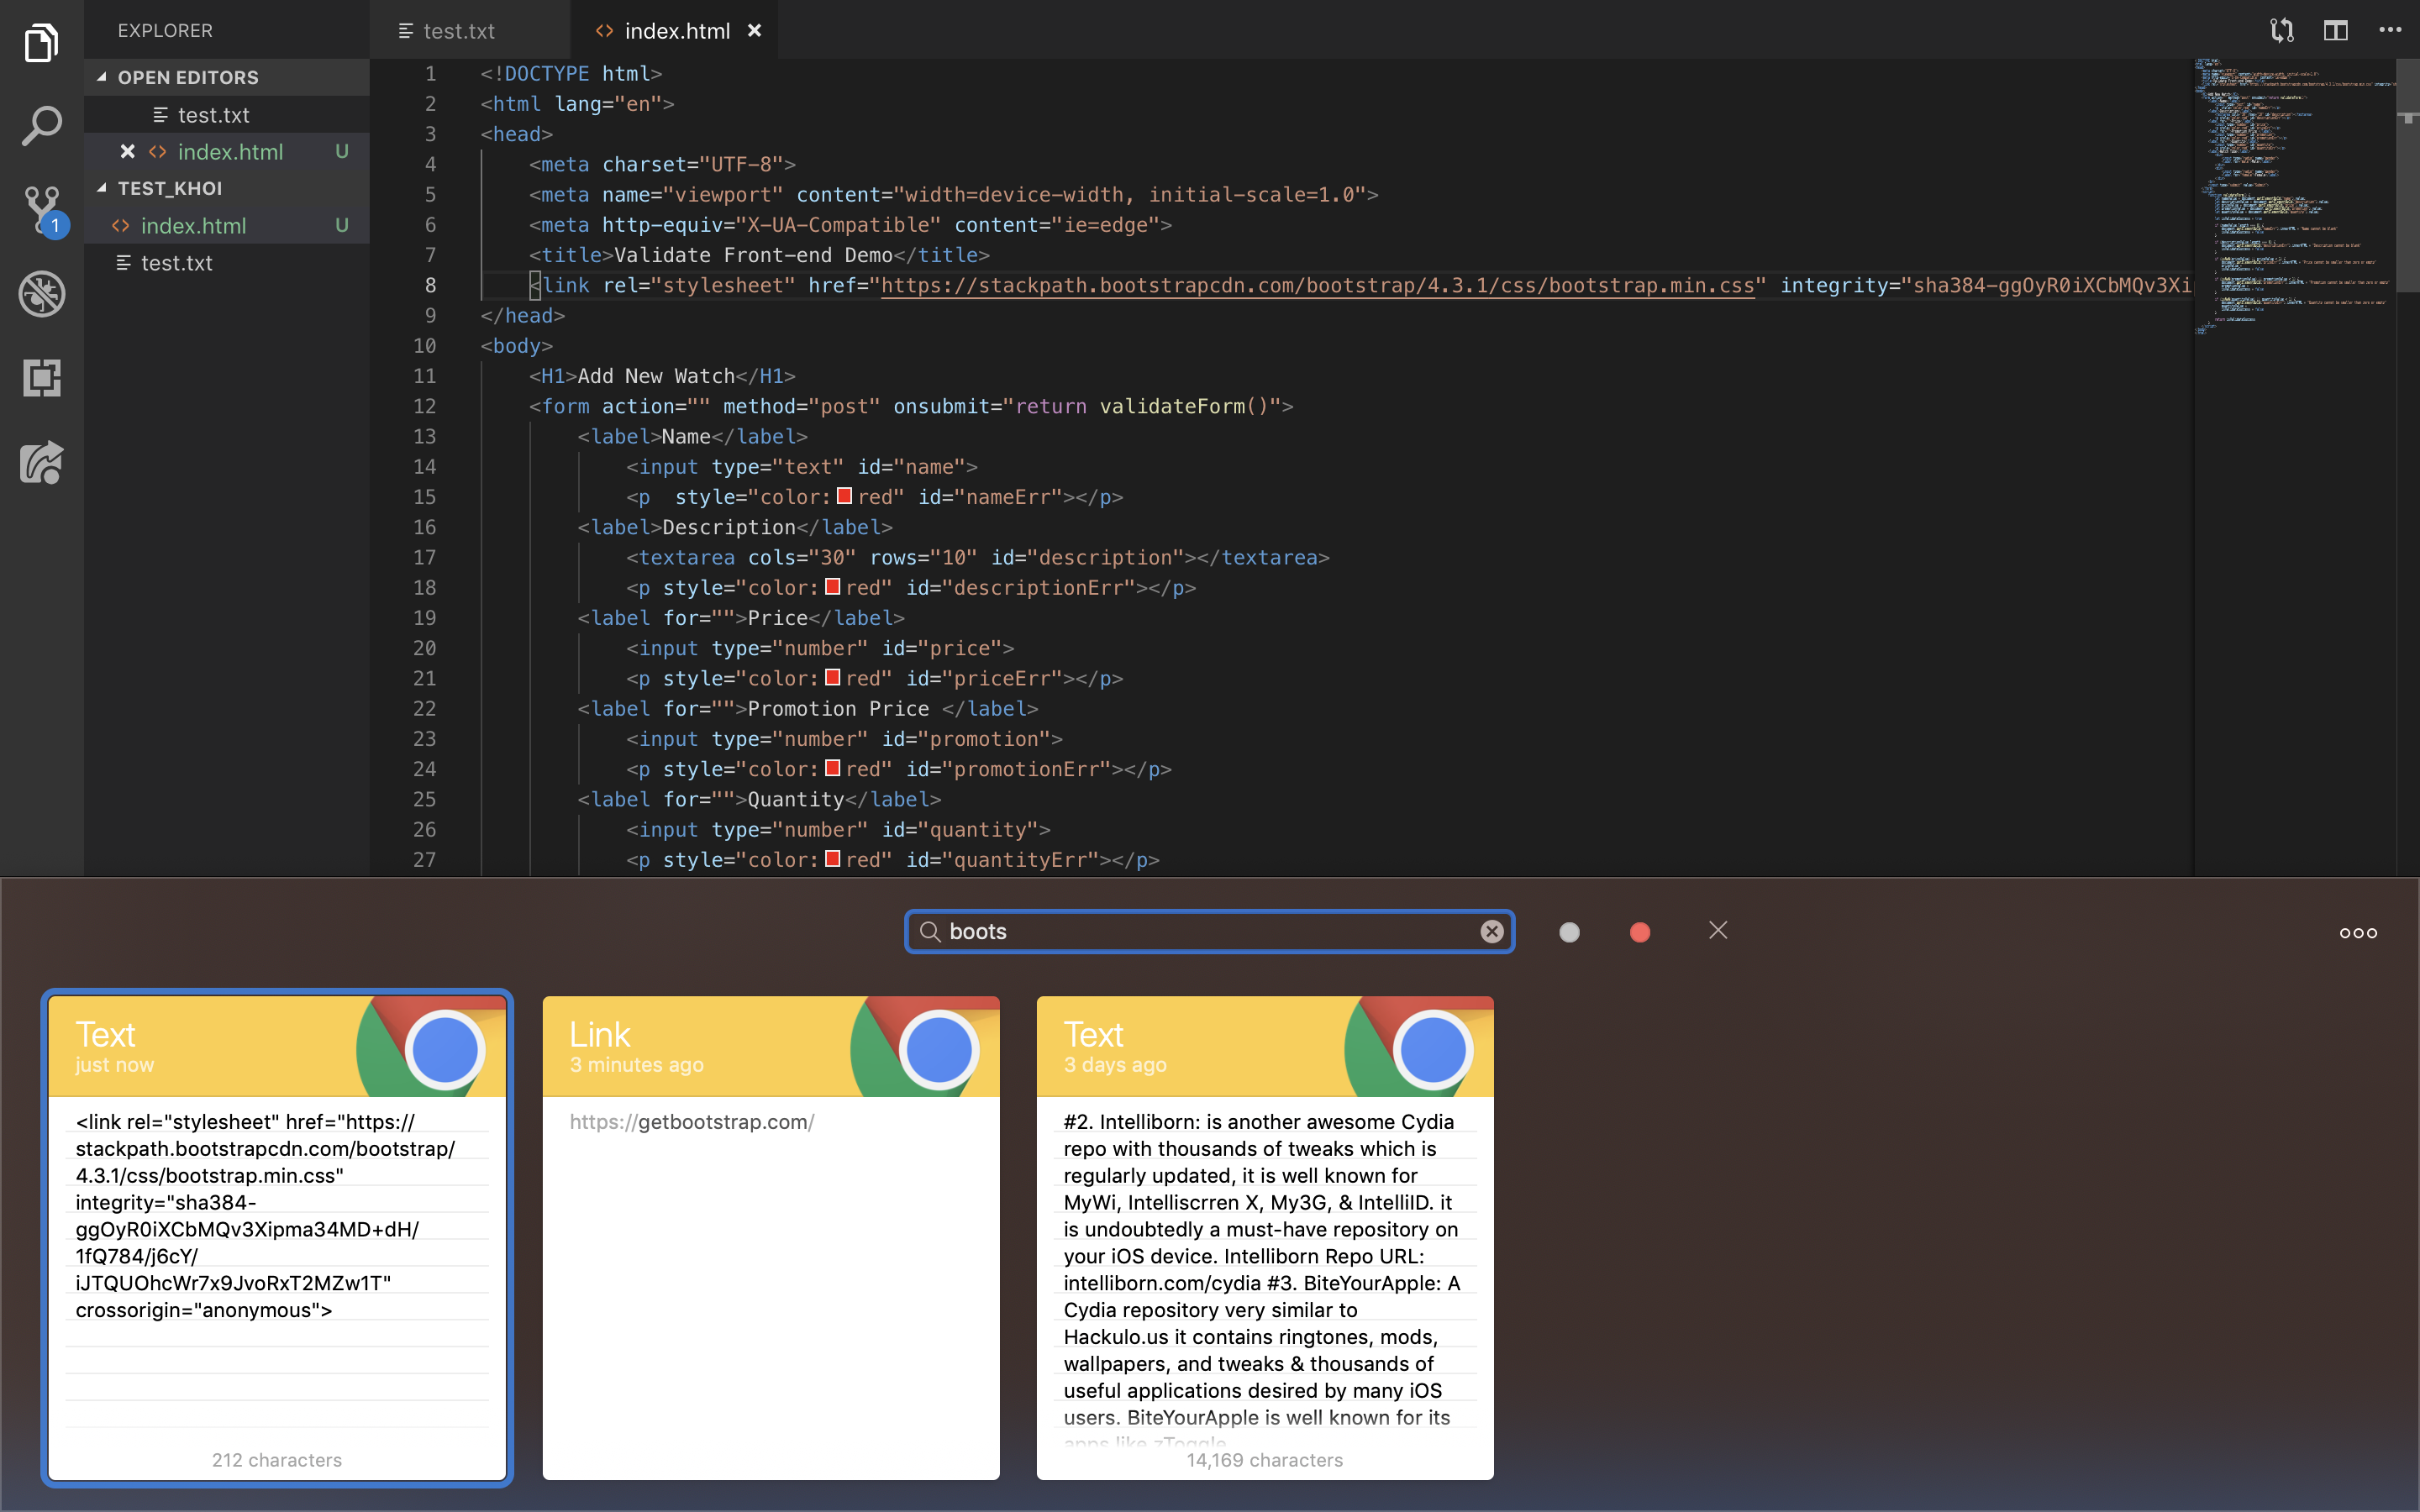 EXPLORER
OPEN EDITORS
test.txt
index.html U
TEST_KHOI
index.html U
test.txt
1
test.txt
index.html
1 <!DOCTYPE html>
2 <html lang="en">
3 <head>
4 <meta charset="UTF-8">
5 <meta name="viewport" content="width=device-width, initial-scale=1.0">
6 <meta http-equiv="X-UA-Compatible" content="ie=edge">
7 <title>Validate Front-end Demo</title>
8 <link rel="stylesheet" href="https://stackpath.bootstrapcdn.com/bootstrap/4.3.1/css/bootstrap.min.css" integrity="sha384-ggOyR0iXCbMQv3Xi
9 </head>
10 <body>
11 <H1>Add New Watch</H1>
12 <form action="" method="post" onsubmit="return validateForm()">
13 <label>Name</label>
14 <input type="text" id="name">
15 <p  style="color:red" id="nameErr"></p>
16 <label>Description</label>
17 <textarea cols="30" rows="10" id="description"></textarea>
18 <p style="color:red" id="descriptionErr"></p>
19 <label for="">Price</label>
20 <input type="number" id="price">
21 <p style="color:red" id="priceErr"></p>
22 <label for="">Promotion Price </label>
23 <input type="number" id="promotion">
24 <p style="color:red" id="promotionErr"></p>
25 <label for="">Quantity</label>
26 <input type="number" id="quantity">
27 <p style="color:red" id="quantityErr"></p>
boots
Text
just now
<link rel="stylesheet" href="https://
stackpath.bootstrapcdn.com/bootstrap/
4.3.1/css/bootstrap.min.css"
integrity="sha384-
ggOyR0iXCbMQv3Xipma34MD+dH/
1fQ784/j6cY/
iJTQUOhcWr7x9JvoRxT2MZw1T"
crossorigin="anonymous">
212 characters
Link
3 minutes ago
https://getbootstrap.com/
Text
3 days ago
#2. Intelliborn: is another awesome Cydia
repo with thousands of tweaks which is
regularly updated, it is well known for
MyWi, Intelliscrren X, My3G, & IntelliID. it
is undoubtedly a must-have repository on
your iOS device. Intelliborn Repo URL:
intelliborn.com/cydia #3. BiteYourApple: A
Cydia repository very similar to
Hackulo.us it contains ringtones, mods,
wallpapers, and tweaks & thousands of
useful applications desired by many iOS
users. BiteYourApple is well known for its
apps like zToggle
14,169 characters